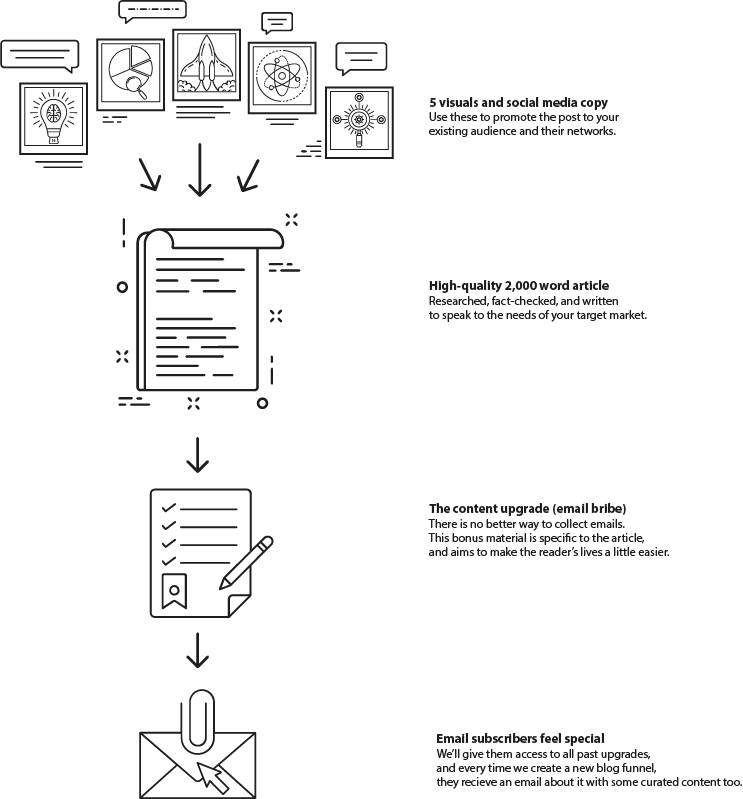 5 visuals and social media copy
Use these to promote the post to your
existing audience and their networks.
High-quality 2,000 word article
Researched, fact-checked, and written
to speak to the needs of your target market.
The content upgrade (email bribe)
There is no better way to collect emails.
This bonus material is specific to the article,
and aims to make the reader's lives a little easier.
Email subscribers feel special
We'll give them access to all past upgrades,
and every time we create a new blog funnel,
they recieve an email about it with some curated content too.